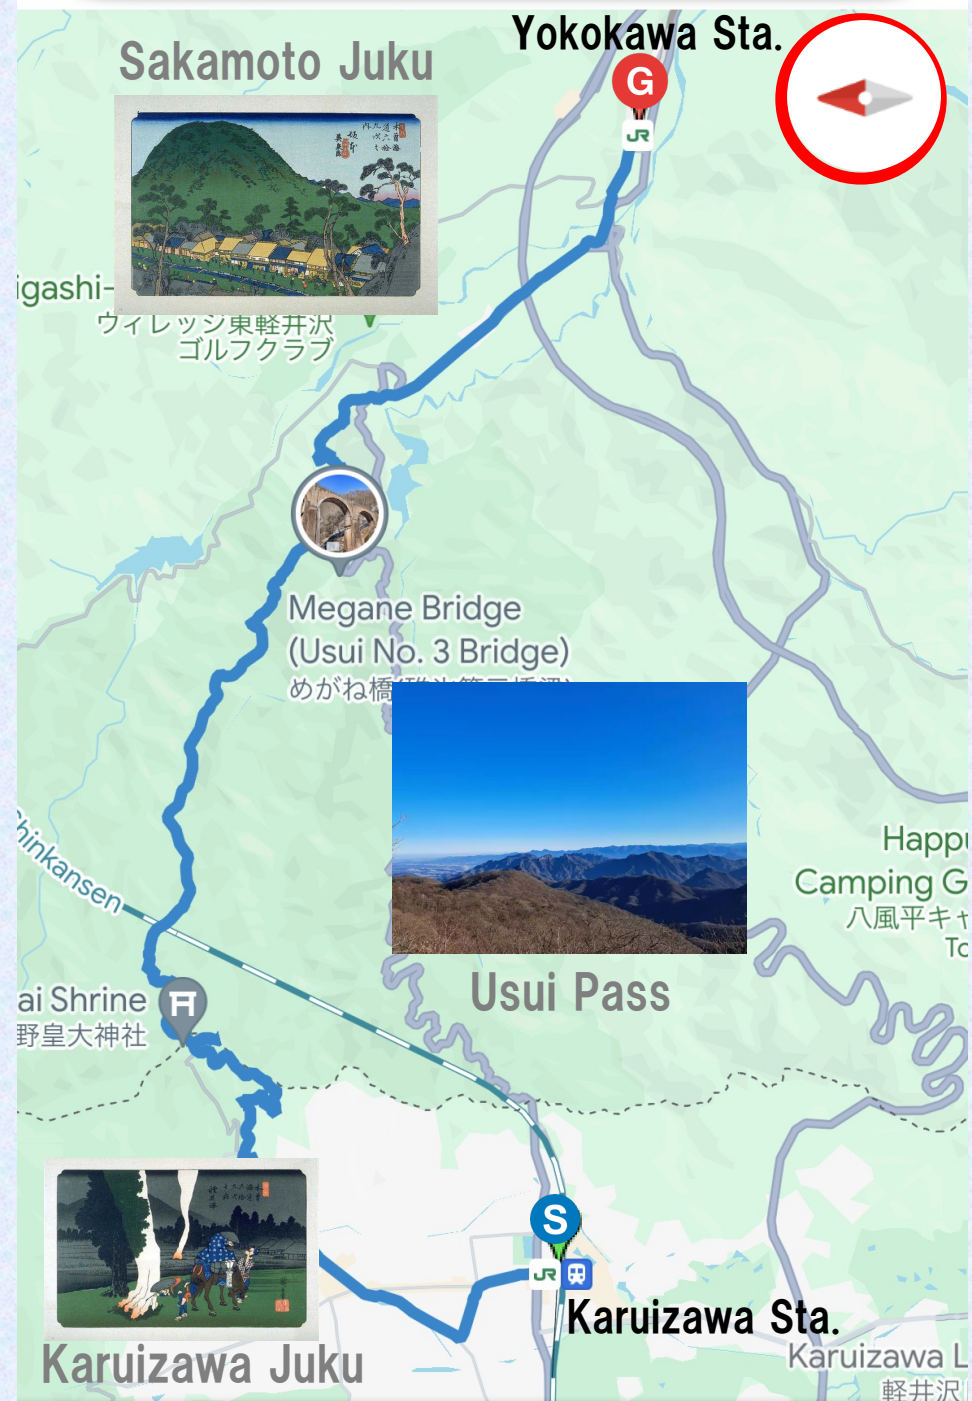 Yokokawa Sta.
Sakamoto Juku
G
JR
igashi-
ウィレッジ東軽井沢
ゴルフクラブ
Megane Bridge
(Usui No. 3 Bridge)
めがね橋
Shinkansen
Happ
Camping G
八風平キャ
To
Usui Pass
ai Shrine
野皇大神社
S
JR
Karuizawa Sta.
Karuizawa Juku
Karuizawa L
軽井沢